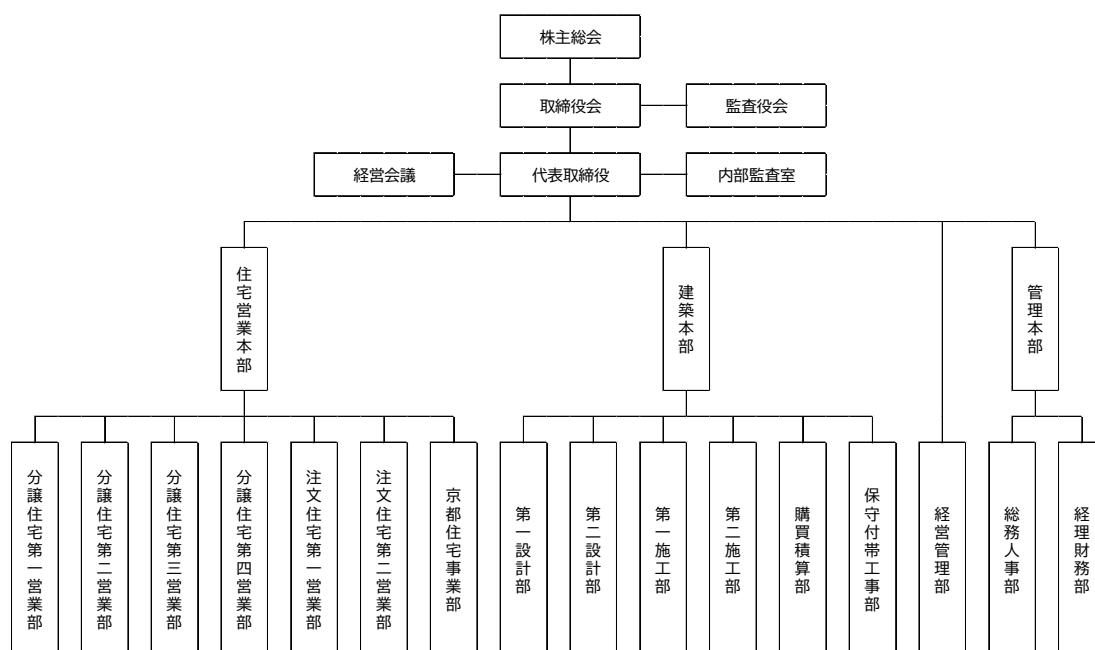 株主総会
取締役会
監査役会
経営会議
代表取締役
内部監査室
住宅営業本部
建築本部
管理本部
分譲住宅第一営業部
分譲住宅第二営業部
分譲住宅第三営業部
分譲住宅第四営業部
注文住宅第一営業部
注文住宅第二営業部
京都住宅事業部
第一設計部
第二設計部
第一施工部
第二施工部
購買積算部
保守付帯工事部
経営管理部
総務人事部
経理財務部